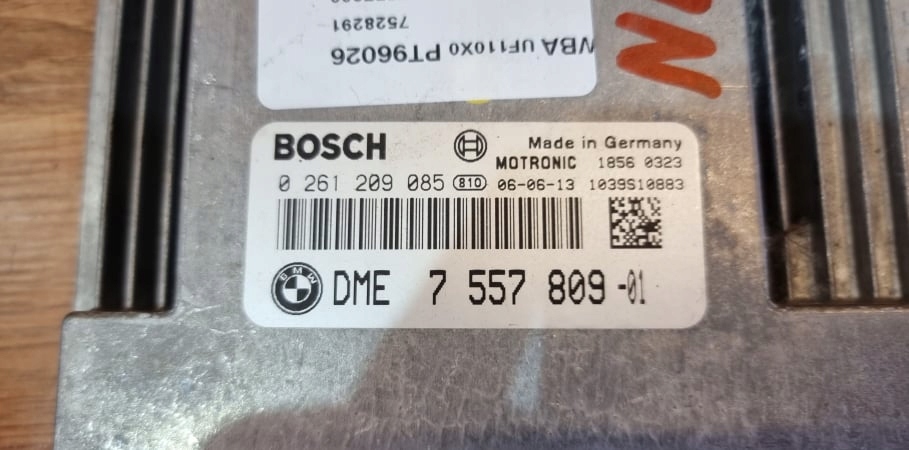 7528291
WBA UF110X0 PT96026
BOSCH
Made in Germany
MOTRONIC 1856 0323
0 261 209 085 810 06-06-13 1039S10883
BMW
DME 7 557 809 -01